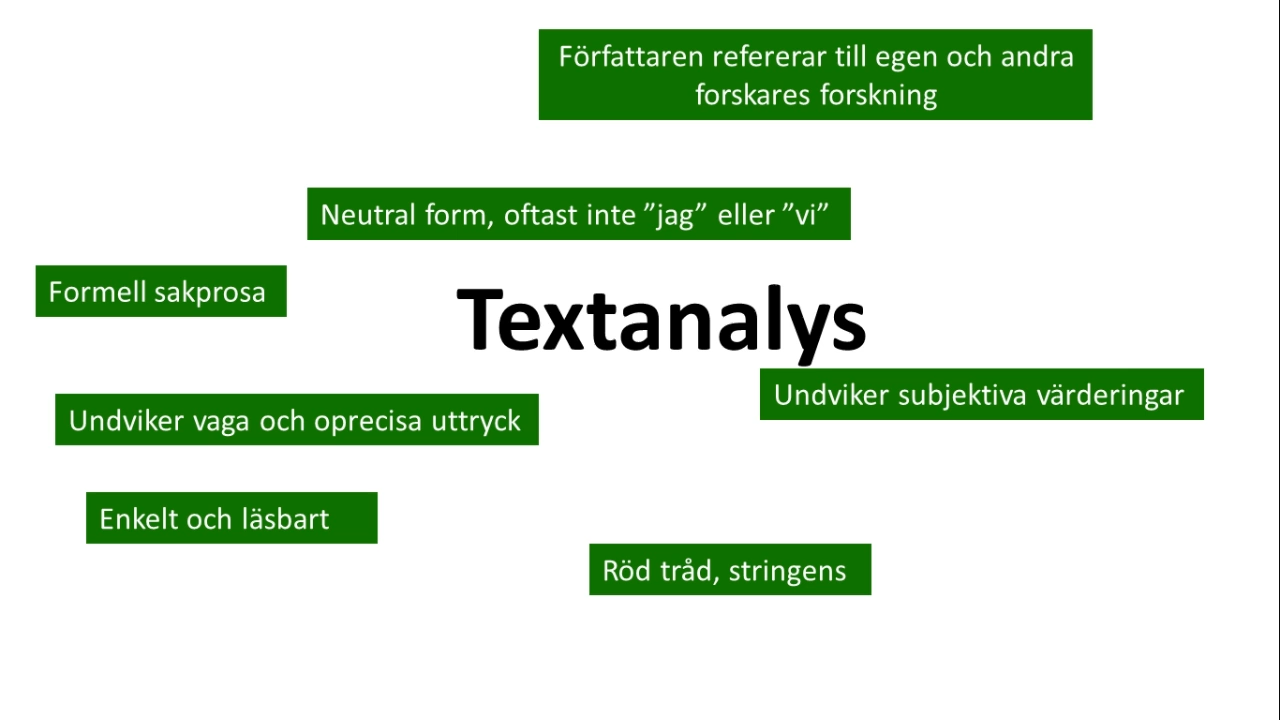 Författaren refererar till egen och andra
forskares forskning
Neutral form, oftast inte ”jag” eller ”vi”
Formell sakprosa
Textanalys
Undviker subjektiva värderingar
Undviker vaga och oprecisa uttryck
Enkelt och läsbart
Röd tråd, stringens